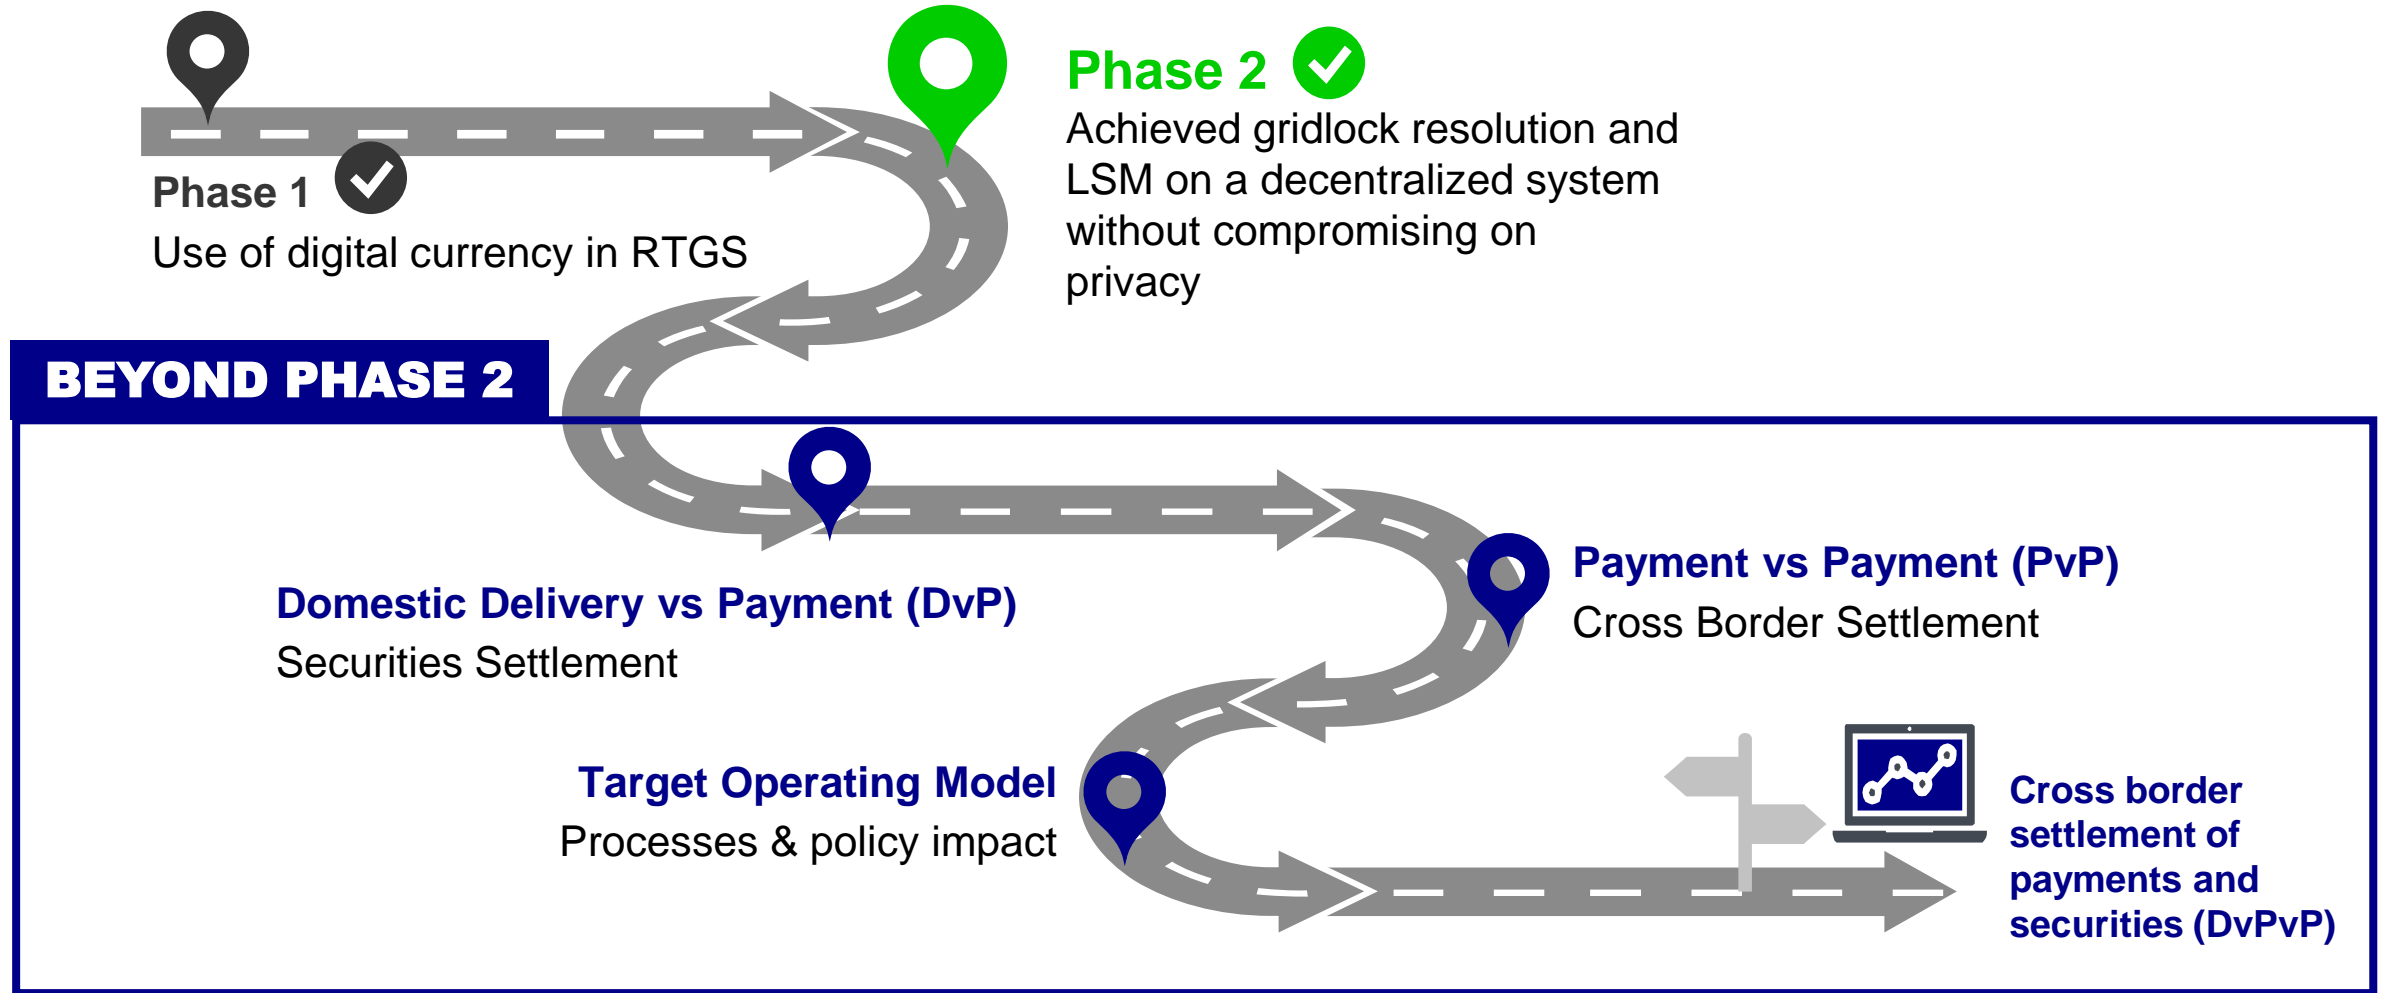 Phase 1
Use of digital currency in RTGS
Phase 2
Achieved gridlock resolution and
LSM on a decentralized system
without compromising on
privacy
BEYOND PHASE 2
Domestic Delivery vs Payment (DvP)
Securities Settlement
Payment vs Payment (PvP)
Cross Border Settlement
Target Operating Model
Processes & policy impact
Cross border
settlement of
payments and
securities (DvPvP)